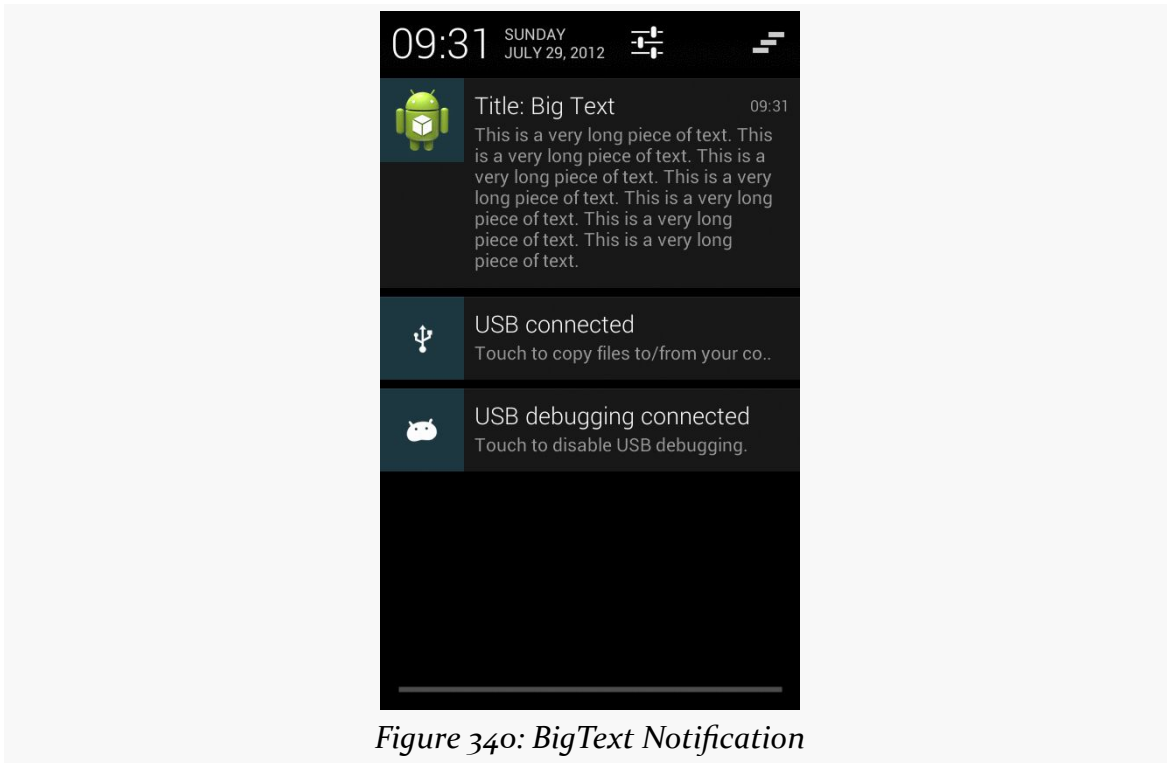 09:31 SUNDAY
JULY 29, 2012
Title: Big Text 09:31
This is a very long piece of text. This
is a very long piece of text. This is a
very long piece of text. This is a very
long piece of text. This is a very long
piece of text. This is a very long
piece of text. This is a very long
piece of text.
USB connected
Touch to copy files to/from your co..
USB debugging connected
Touch to disable USB debugging.
Figure 340: BigText Notification